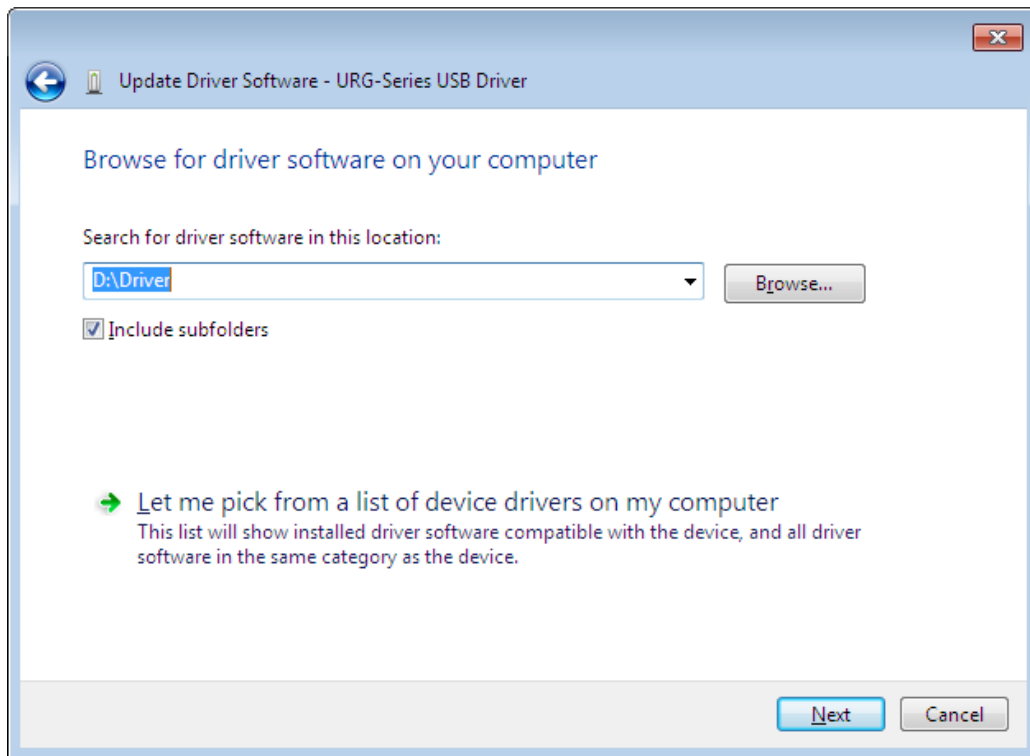 Update Driver Software - URG-Series USB Driver
Browse for driver software on your computer
Search for driver software in this location:
D:\Driver
Browse...
Include subfolders
Let me pick from a list of device drivers on my computer
This list will show installed driver software compatible with the device, and all driver
software in the same category as the device.
Next
Cancel